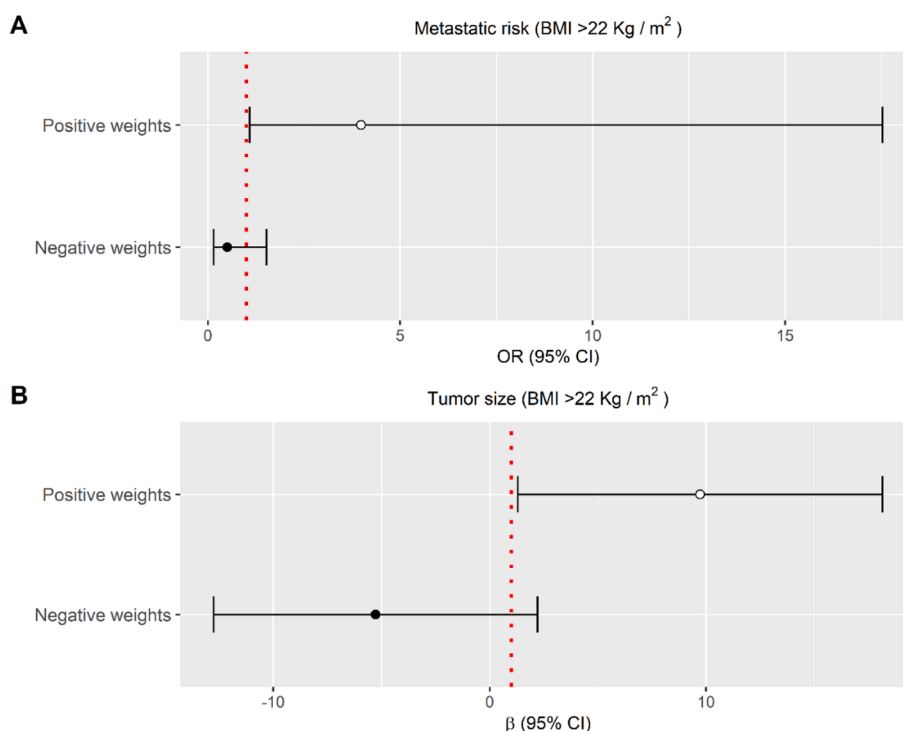 A
Metastatic risk (BMI >22 Kg / m²)
Positive weights
Negative weights
0 5 10 15
OR (95% CI)
B
Tumor size (BMI >22 Kg / m²)
Positive weights
Negative weights
-10 0 10
β (95% CI)